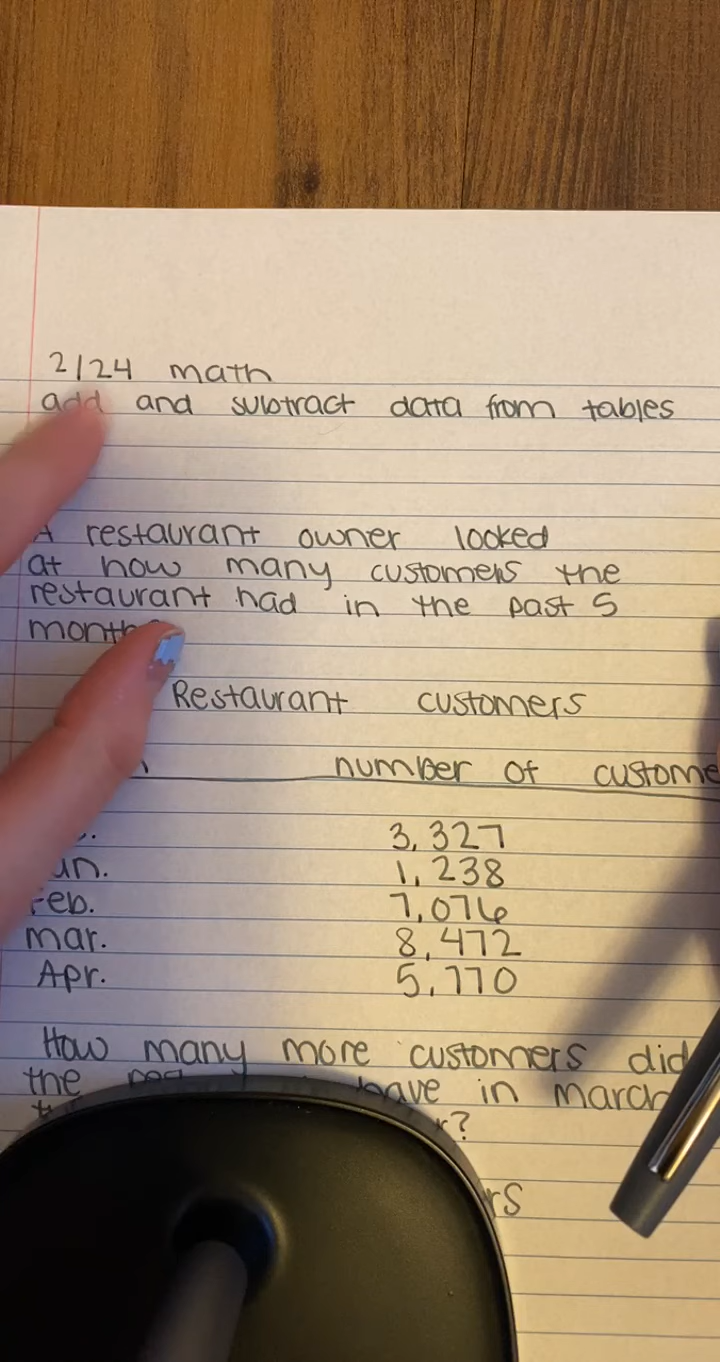 2/24 math
add and subtract data from tables
A restaurant owner looked
at how many customers the
restaurant had in the past 5
Restaurant customers
number of
3,327
1,238
Feb. 7,076
mar. 8,472
Apr. 5,770
How many more customers did
the have in march